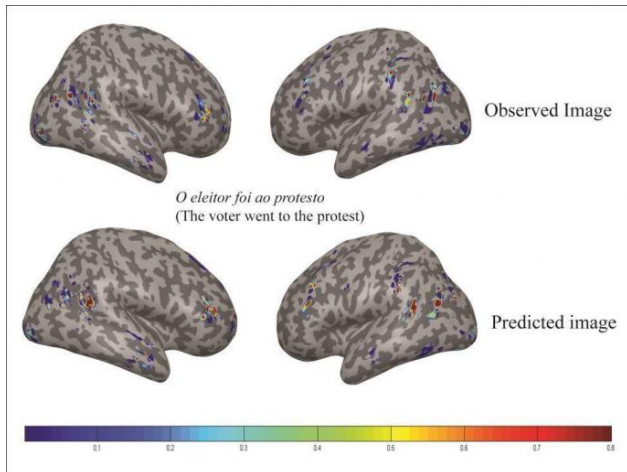 Observed Image
O eleitor foi ao protesto
(The voter went to the protest)
Predicted image
0.1 0.2 0.3 0.4 0.5 0.6 0.7 0.8